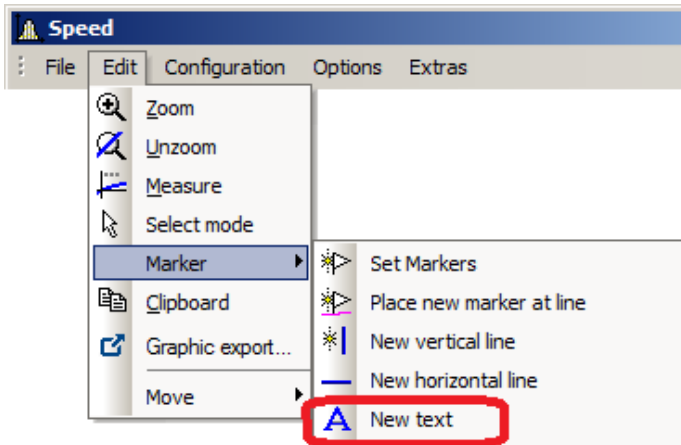 Speed
File Edit Configuration Options Extras
Zoom
Unzoom
Measure
Select mode
Marker
Clipboard
Graphic export...
Move
Set Markers
Place new marker at line
New vertical line
New horizontal line
A New text